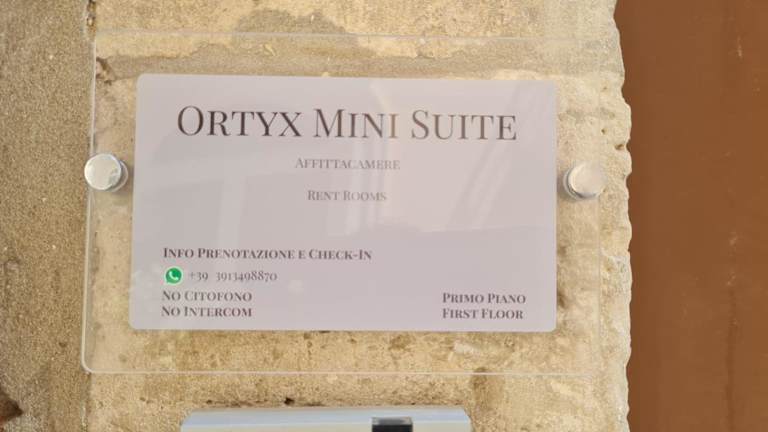 Ortyx Mini Suite
Affittacamere
Rent Rooms
Info Prenotazione e Check-In
+39 3913498870
No Citofono
No Intercom
Primo Piano
First Floor